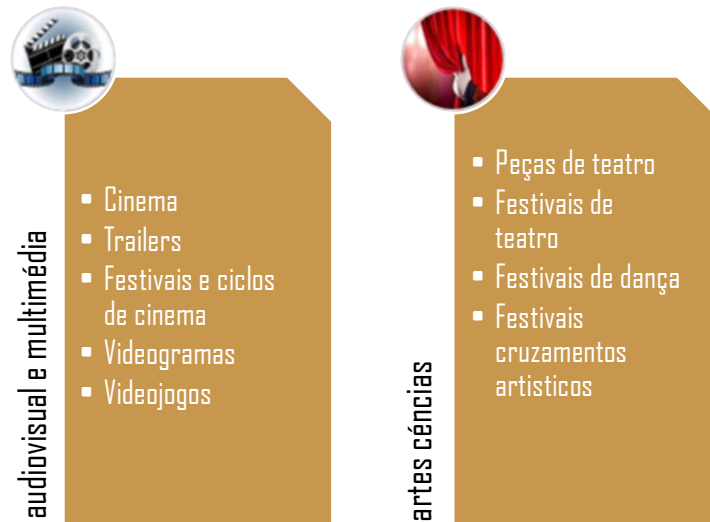 audiovisual e multimédia
▪ Cinema
▪ Trailers
▪ Festivais e ciclos
de cinema
▪ Videogramas
▪ Videojogos
artes céncias
▪ Peças de teatro
▪ Festivais de
teatro
▪ Festivais de dança
▪ Festivais
cruzamentos
artisticos